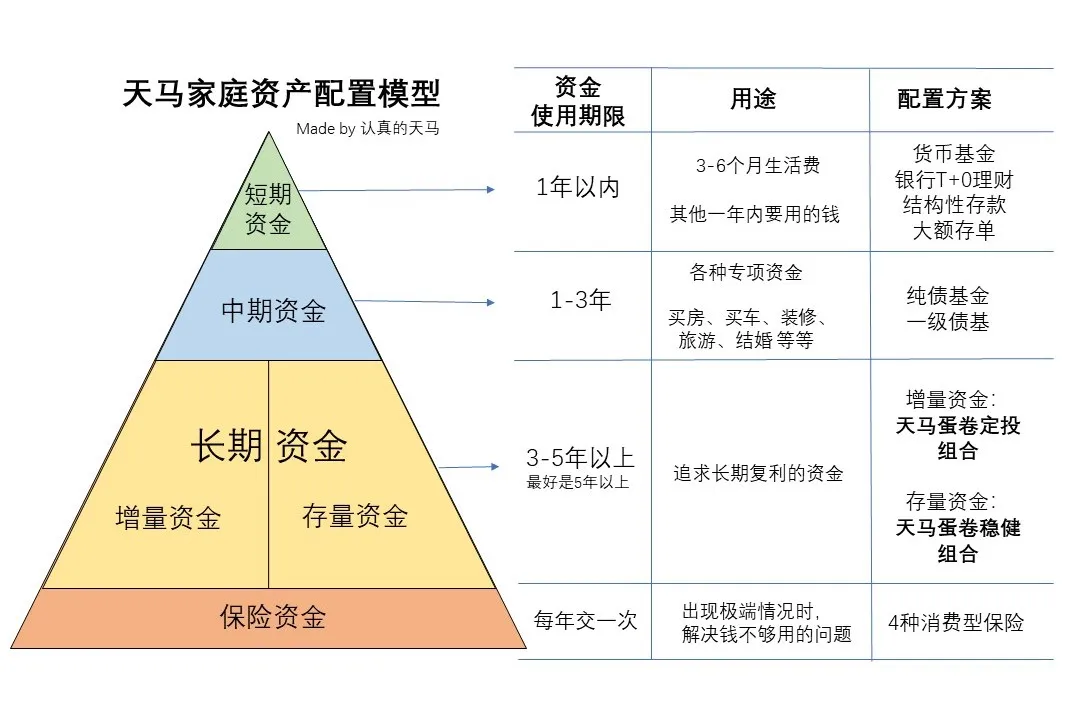 天马家庭资产配置模型
Made by 认真的天马
短期
资金
中期资金
长期 资金
增量资金
存量资金
保险资金
资金
使用期限
用途
配置方案
1年以内
3-6个月生活费
其他一年内要用的钱
货币基金
银行T+0理财
结构性存款
大额存单
1-3年
各种专项资金
买房、买车、装修、
旅游、结婚 等等
纯债基金
一级债基
3-5年以上
最好是5年以上
追求长期复利的资金
增量资金：
天马蛋卷定投
组合
存量资金：
天马蛋卷稳健
组合
每年交一次
出现极端情况时，
解决钱不够用的问题
4种消费型保险